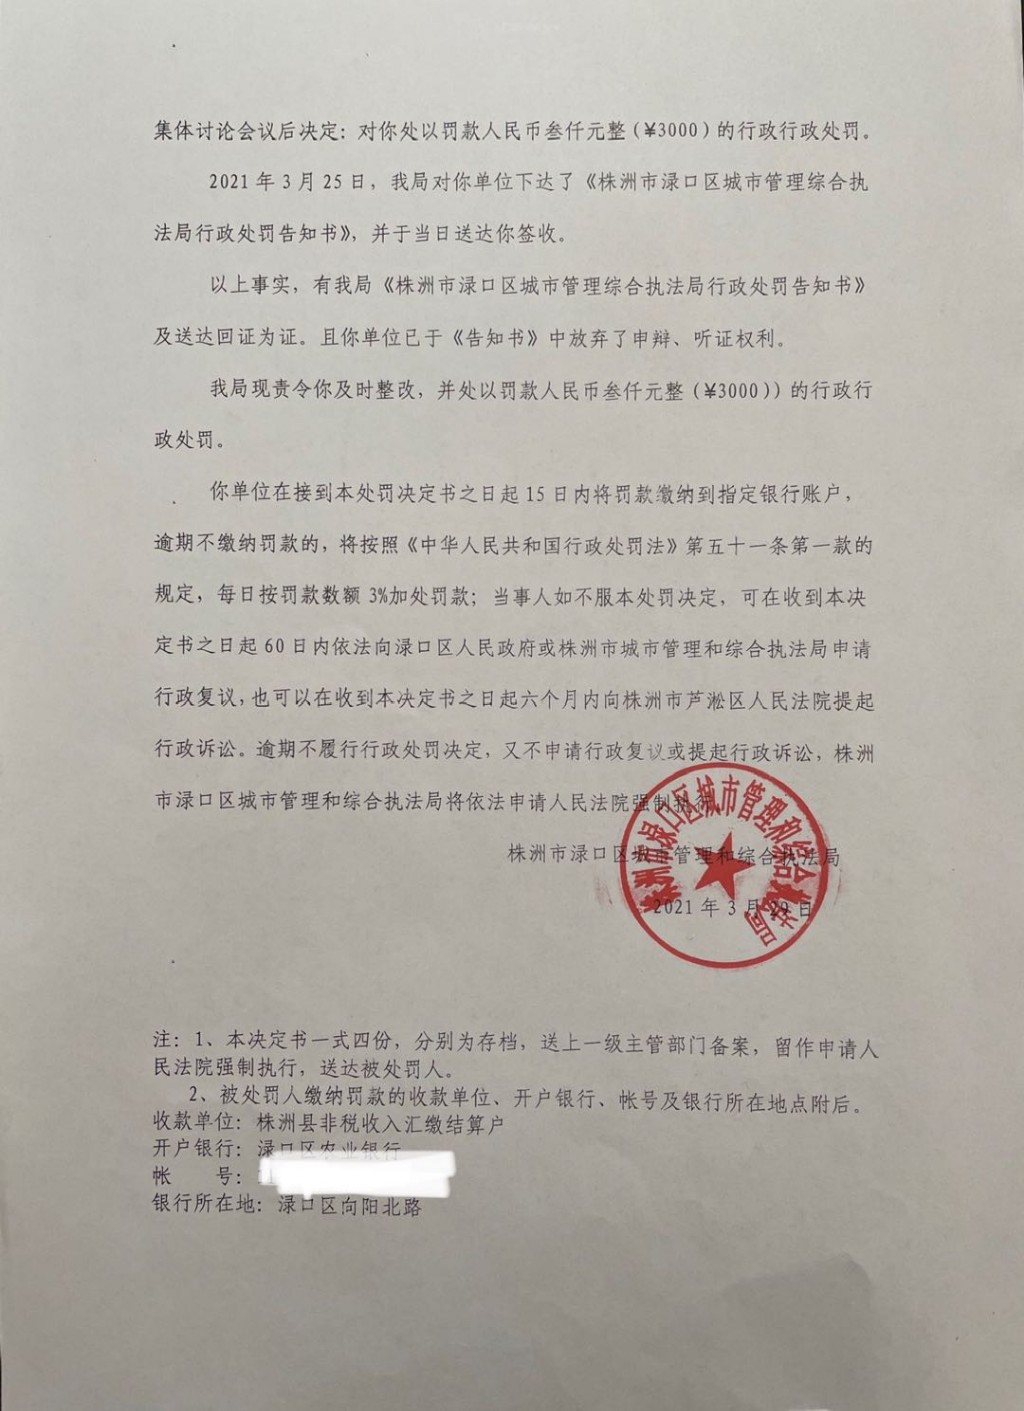 集体讨论会议后决定：对你处以罚款人民币叁仟元整（¥3000）的行政行政处罚。
2021年3月25日，我局对你单位下达了《株洲市渌口区城市管理综合执
法局行政处罚告知书》，并于当日送达你签收。
以上事实，有我局《株洲市渌口区城市管理综合执法局行政处罚告知书》
及送达回证为证。且你单位已于《告知书》中放弃了申辩、听证权利。
我局现责令你及时整改，并处以罚款人民币叁仟元整（¥3000））的行政行
政处罚。
你单位在接到本处罚决定书之日起15日内将罚款缴纳到指定银行账户，
逾期不缴纳罚款的，将按照《中华人民共和国行政处罚法》第五十一条第一款的
规定，每日按罚款数额3%加处罚款；当事人如不服本处罚决定，可在收到本决
定书之日起60日内依法向渌口区人民政府或株洲市城市管理和综合执法局申请
行政复议，也可以在收到本决定书之日起六个月内向株洲市芦淞区人民法院提起
行政诉讼。逾期不履行行政处罚决定，又不申请行政复议或提起行政诉讼，株洲
市渌口区城市管理和综合执法局将依法申请人民法院强制执行
株洲市渌口区城市管理和综合执法局
2021年3月29日
株洲市渌口区城市管理和综合执法局
注：1、本决定书一式四份，分别为存档，送上一级主管部门备案，留作申请人
民法院强制执行，送达被处罚人。
2、被处罚人缴纳罚款的收款单位、开户银行、帐号及银行所在地点附后。
收款单位：株洲县非税收入汇缴结算户
开户银行：渌口区农业银行
帐 号：
银行所在地：渌口区向阳北路